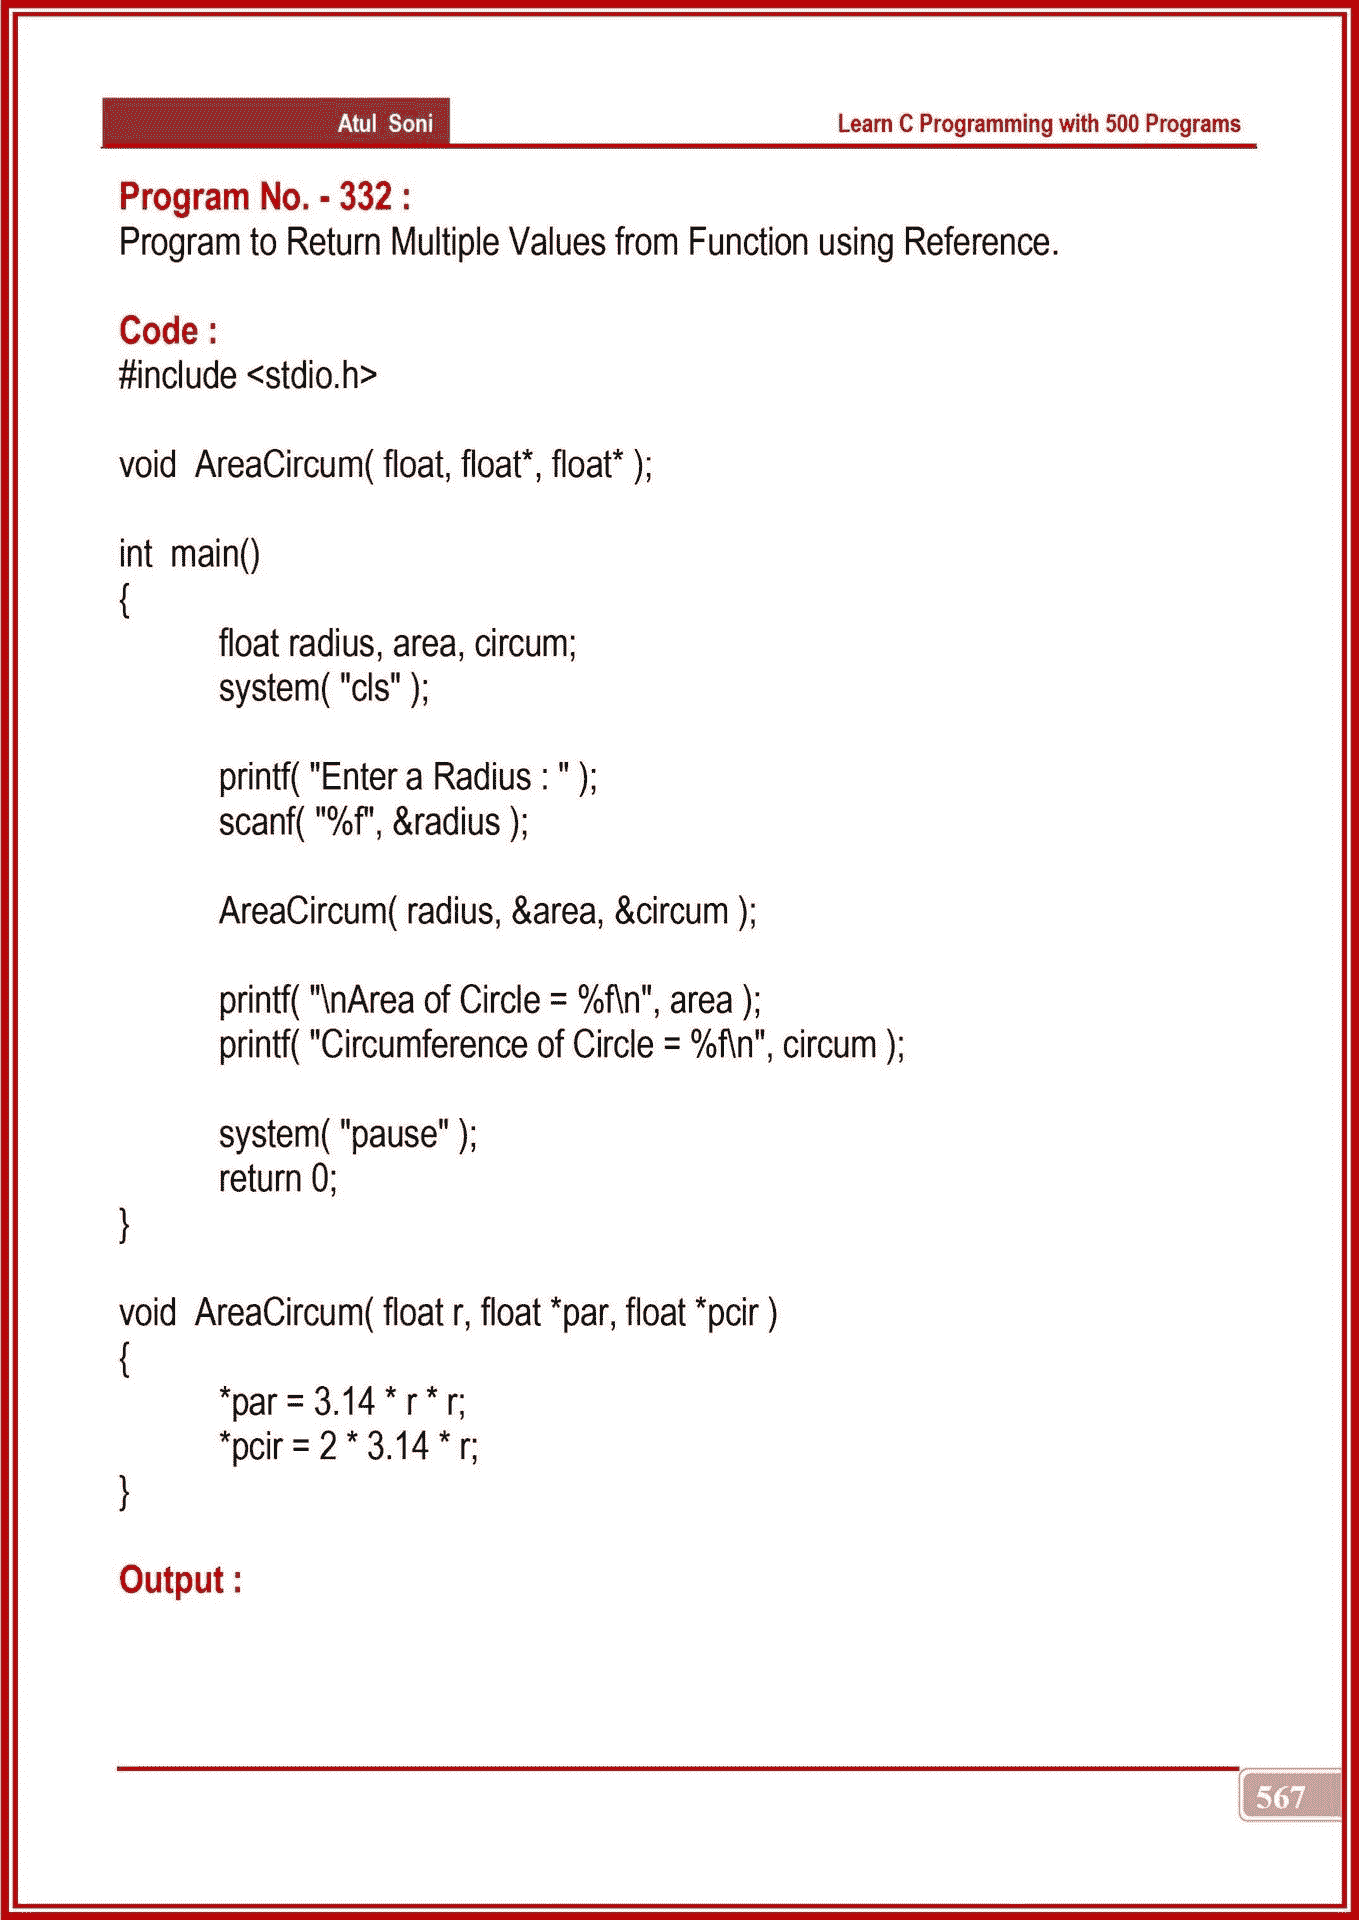 Atul  Soni
Learn C Programming with 500 Programs
Program No. - 332 :
Program to Return Multiple Values from Function using Reference.
Code :
#include <stdio.h>
void  AreaCircum( float, float*, float* );
int  main()
{
float radius, area, circum;
system( "cls" );
printf( "Enter a Radius : " );
scanf( "%f", &radius );
AreaCircum( radius, &area, &circum );
printf( "\nArea of Circle = %f\n", area );
printf( "Circumference of Circle = %f\n", circum );
system( "pause" );
return 0;
}
void  AreaCircum( float r, float *par, float *pcir )
{
*par = 3.14 * r * r;
*pcir = 2 * 3.14 * r;
}
Output :
567